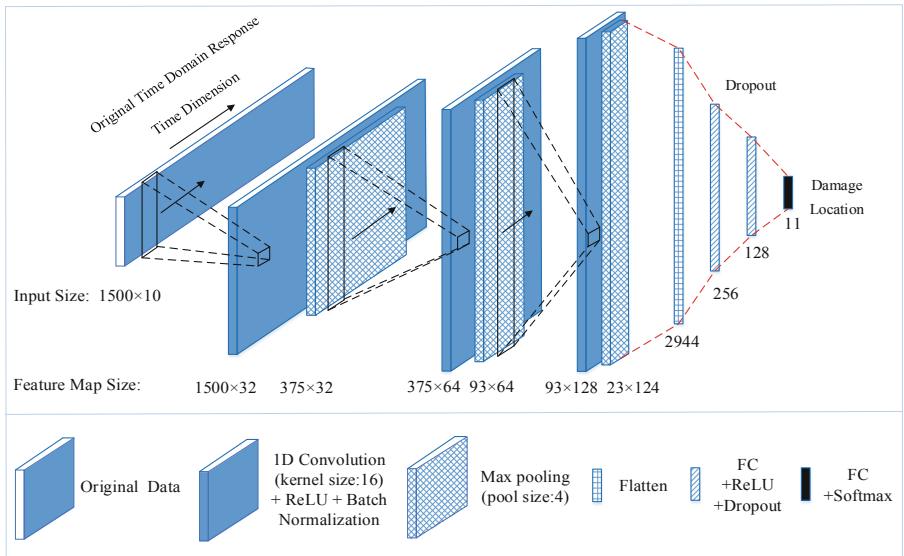 Original Time Domain Response
Time Dimension
Dropout
Damage
Location
11
128
256
2944
Input Size: 1500×10
Feature Map Size:
1500×32
375×32
375×64
93×64
93×128
23×124
Original Data
1D Convolution
(kernel size:16)
+ ReLU + Batch
Normalization
Max pooling
(pool size:4)
Flatten
FC
+ReLU
+Dropout
FC
+Softmax